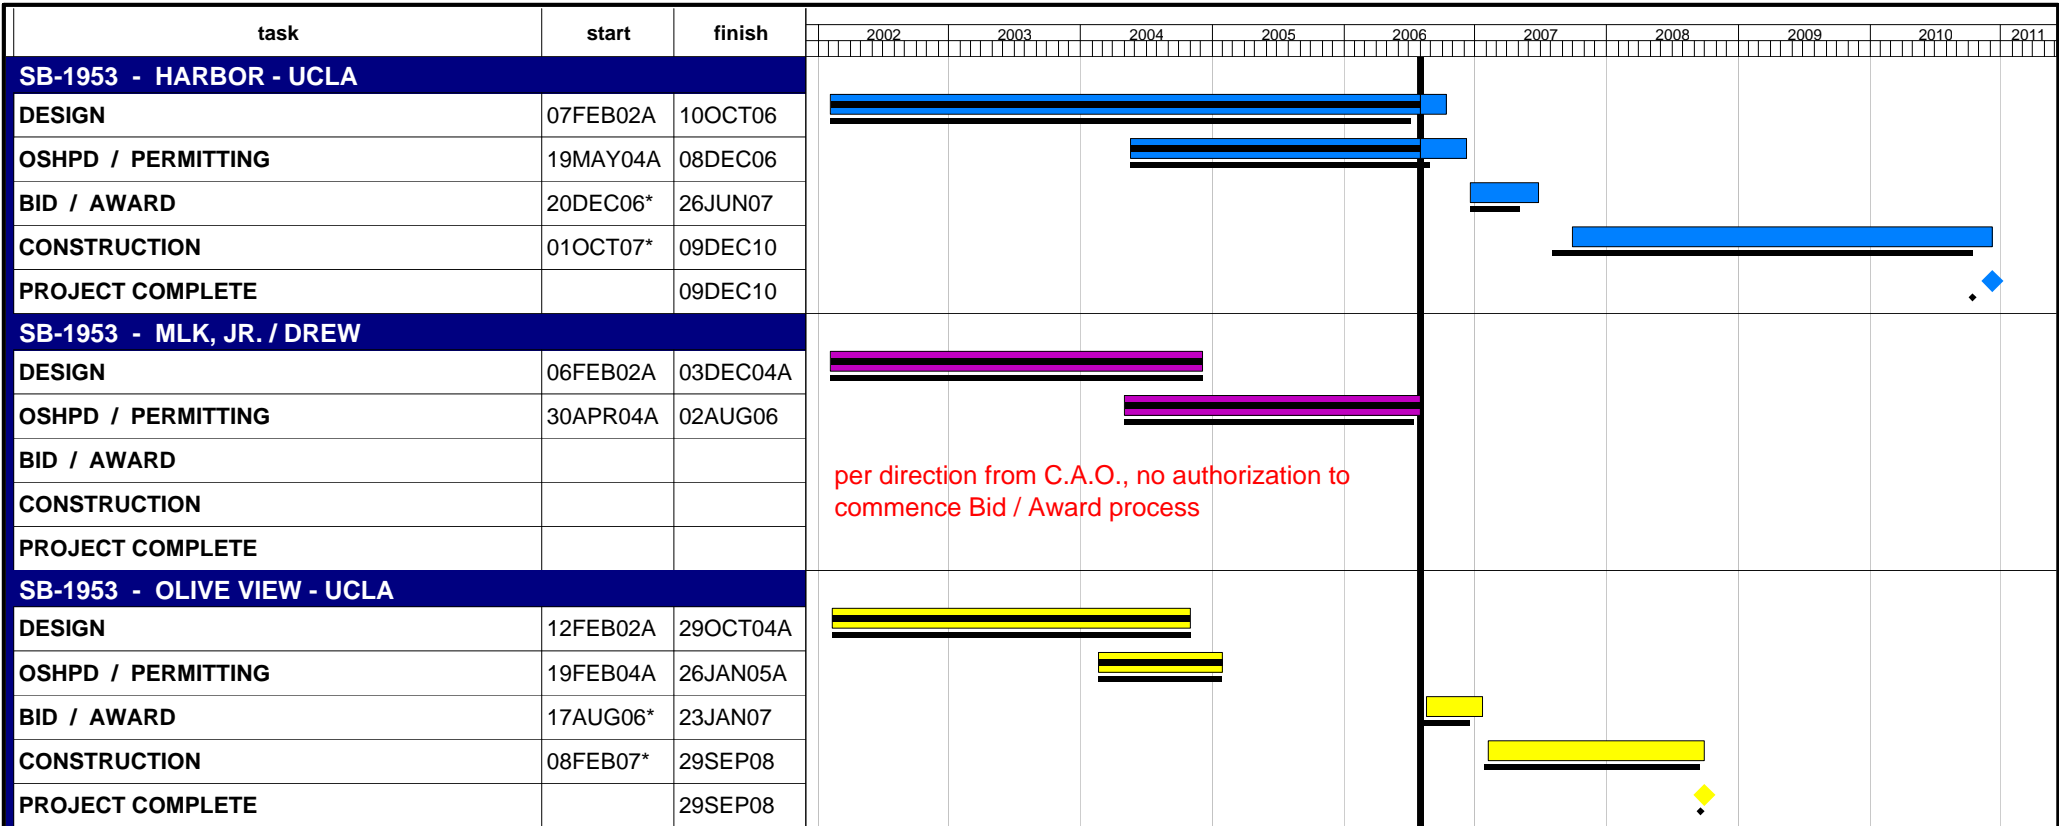 task start finish 2002 2003 2004 2005 2006 2007 2008 2009 2010 2011
SB-1953 - HARBOR - UCLA
DESIGN 07FEB02A 10OCT06
OSHPD / PERMITTING 19MAY04A 08DEC06
BID / AWARD 20DEC06* 26JUN07
CONSTRUCTION 01OCT07* 09DEC10
PROJECT COMPLETE 09DEC10
SB-1953 - MLK, JR. / DREW
DESIGN 06FEB02A 03DEC04A
OSHPD / PERMITTING 30APR04A 02AUG06
BID / AWARD
per direction from C.A.O., no authorization to
CONSTRUCTION
commence Bid / Award process
PROJECT COMPLETE
SB-1953 - OLIVE VIEW - UCLA
DESIGN 12FEB02A 29OCT04A
OSHPD / PERMITTING 19FEB04A 26JAN05A
BID / AWARD 17AUG06* 23JAN07
CONSTRUCTION 08FEB07* 29SEP08
PROJECT COMPLETE 29SEP08